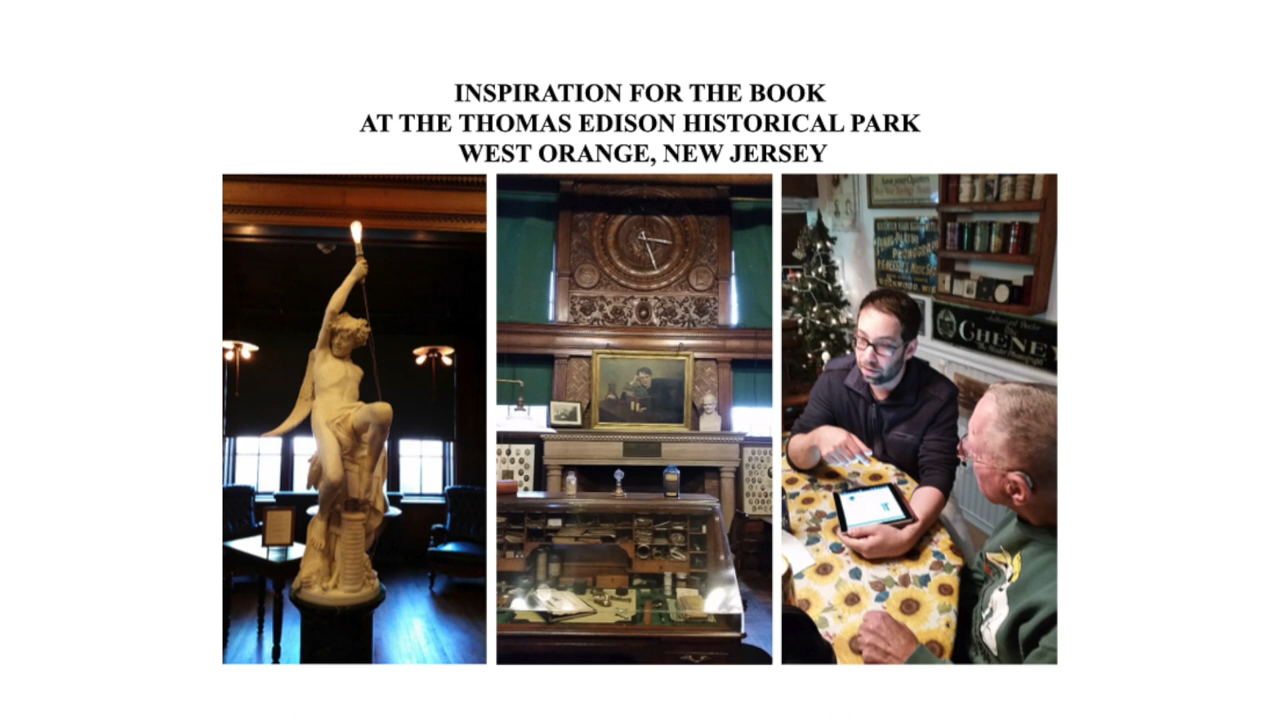 INSPIRATION FOR THE BOOK
AT THE THOMAS EDISON HISTORICAL PARK
WEST ORANGE, NEW JERSEY
CHENEY